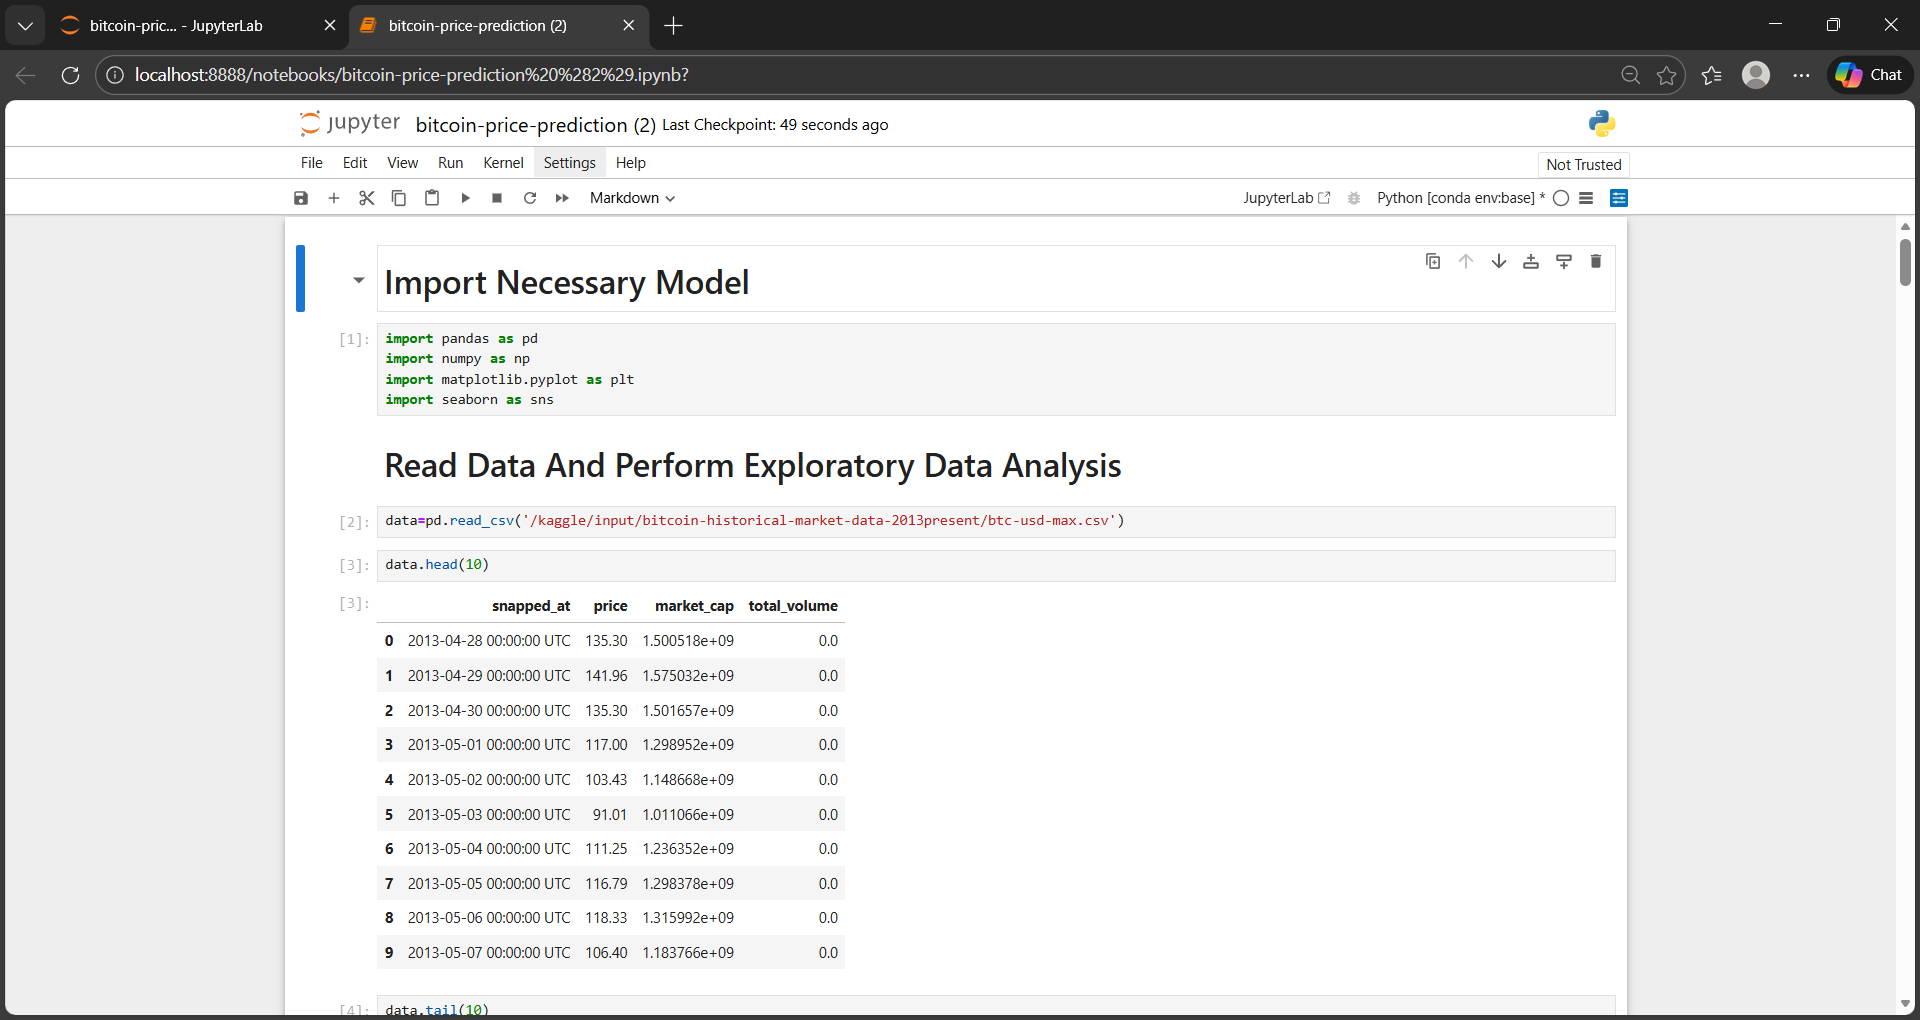 bitcoin-pric... - JupyterLab
bitcoin-price-prediction (2)
localhost:8888/notebooks/bitcoin-price-prediction%20%282%29.ipynb?
Chat
jupyter bitcoin-price-prediction (2) Last Checkpoint: 49 seconds ago
File Edit View Run Kernel Settings Help
Not Trusted
Markdown
JupyterLab
Python [conda env:base] *
Import Necessary Model
[1]: import pandas as pd
import numpy as np
import matplotlib.pyplot as plt
import seaborn as sns
Read Data And Perform Exploratory Data Analysis
[2]: data=pd.read_csv('/kaggle/input/bitcoin-historical-market-data-2013present/btc-usd-max.csv')
[3]: data.head(10)
[3]: snapped_at price market_cap total_volume
0 2013-04-28 00:00:00 UTC 135.30 1.500518e+09 0.0
1 2013-04-29 00:00:00 UTC 141.96 1.575032e+09 0.0
2 2013-04-30 00:00:00 UTC 135.30 1.501657e+09 0.0
3 2013-05-01 00:00:00 UTC 117.00 1.298952e+09 0.0
4 2013-05-02 00:00:00 UTC 103.43 1.148668e+09 0.0
5 2013-05-03 00:00:00 UTC 91.01 1.011066e+09 0.0
6 2013-05-04 00:00:00 UTC 111.25 1.236352e+09 0.0
7 2013-05-05 00:00:00 UTC 116.79 1.298378e+09 0.0
8 2013-05-06 00:00:00 UTC 118.33 1.315992e+09 0.0
9 2013-05-07 00:00:00 UTC 106.40 1.183766e+09 0.0
[4]: data.tail(10)